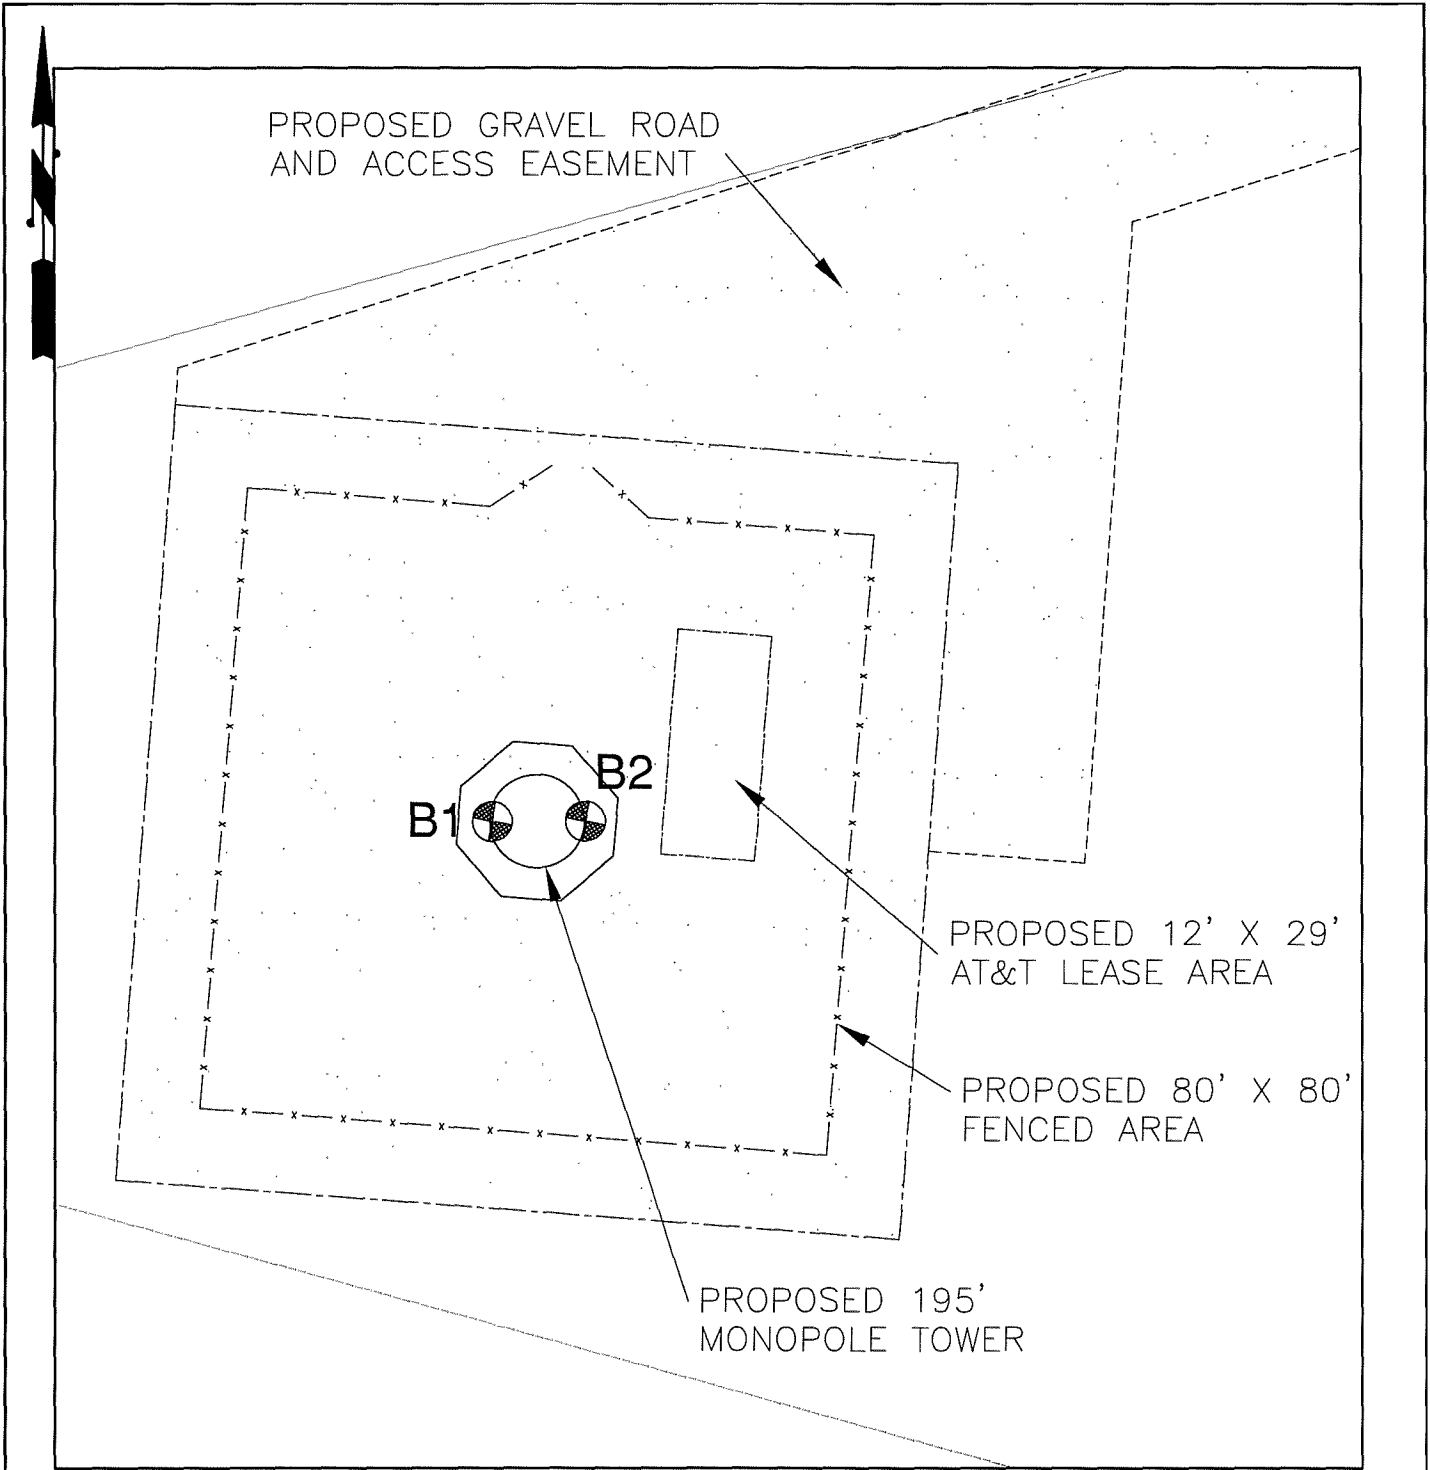 PROPOSED GRAVEL ROAD
AND ACCESS EASEMENT
N
B2
B1
PROPOSED 12' X 29'
AT&T LEASE AREA
PROPOSED 80' X 80'
FENCED AREA
PROPOSED 195'
MONOPOLE TOWER